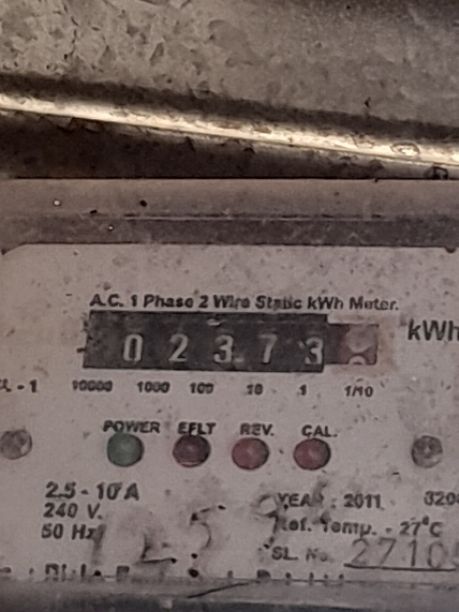 A.C. 1 Phase 2 Wire Static kWh Meter.
kWh
0 2 3 7 3
- 1 10000 1000 100 10 1 1/10
POWER EFLT REV. CAL.
2.5 - 10 A
240 V.
50 Hz
YEAR : 2011 320
Ref. Temp. - 27°C
SL. No. 2710